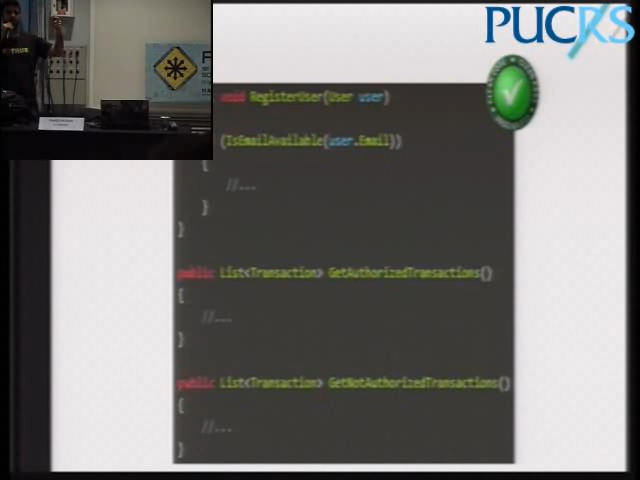 PUCRS
void RegisterUser(User user)
(IsEmailAvailable(user.Email))
{
//...
}
}
public List<Transaction> GetAuthorizedTransactions()
{
//...
}
public List<Transaction> GetNotAuthorizedTransactions()
{
//...
}